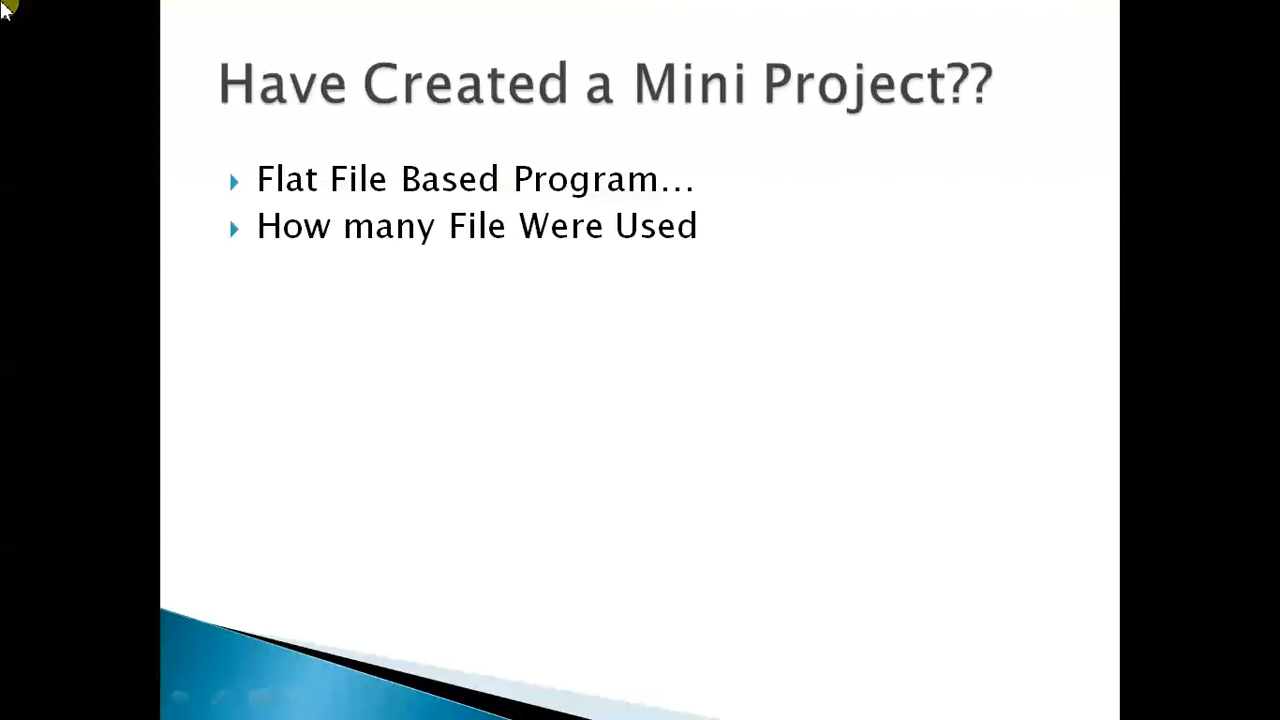 Have Created a Mini Project??
Flat File Based Program...
How many File Were Used